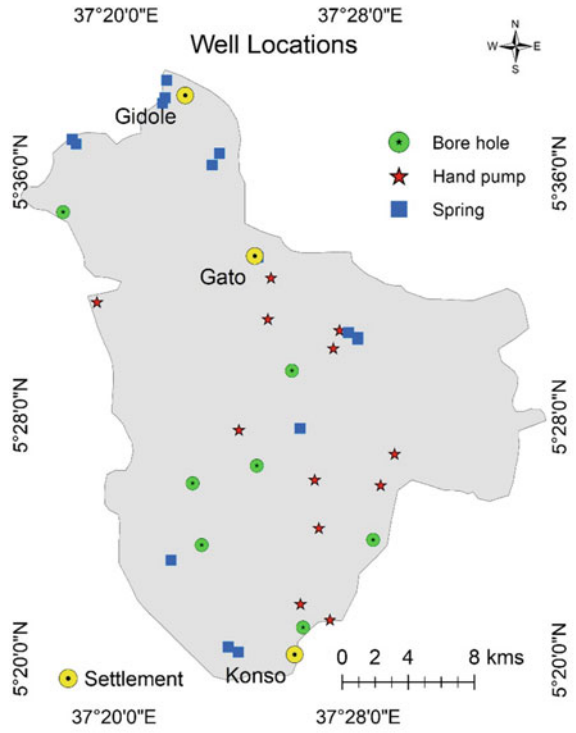 37°20'0"E
37°28'0"E
Well Locations
N
W
E
S
Gidole
Bore hole
Hand pump
Spring
5°36'0"N
5°36'0"N
Gato
5°28'0"N
5°28'0"N
5°20'0"N
5°20'0"N
Settlement
Konso
0 2 4 8 kms
37°20'0"E
37°28'0"E